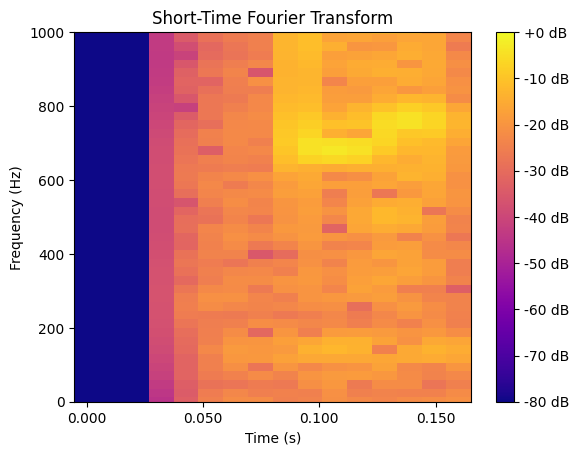 Short-Time Fourier Transform
1000
800
600
400
200
0
Frequency (Hz)
0.000
0.050
0.100
0.150
Time (s)
+0 dB
-10 dB
-20 dB
-30 dB
-40 dB
-50 dB
-60 dB
-70 dB
-80 dB